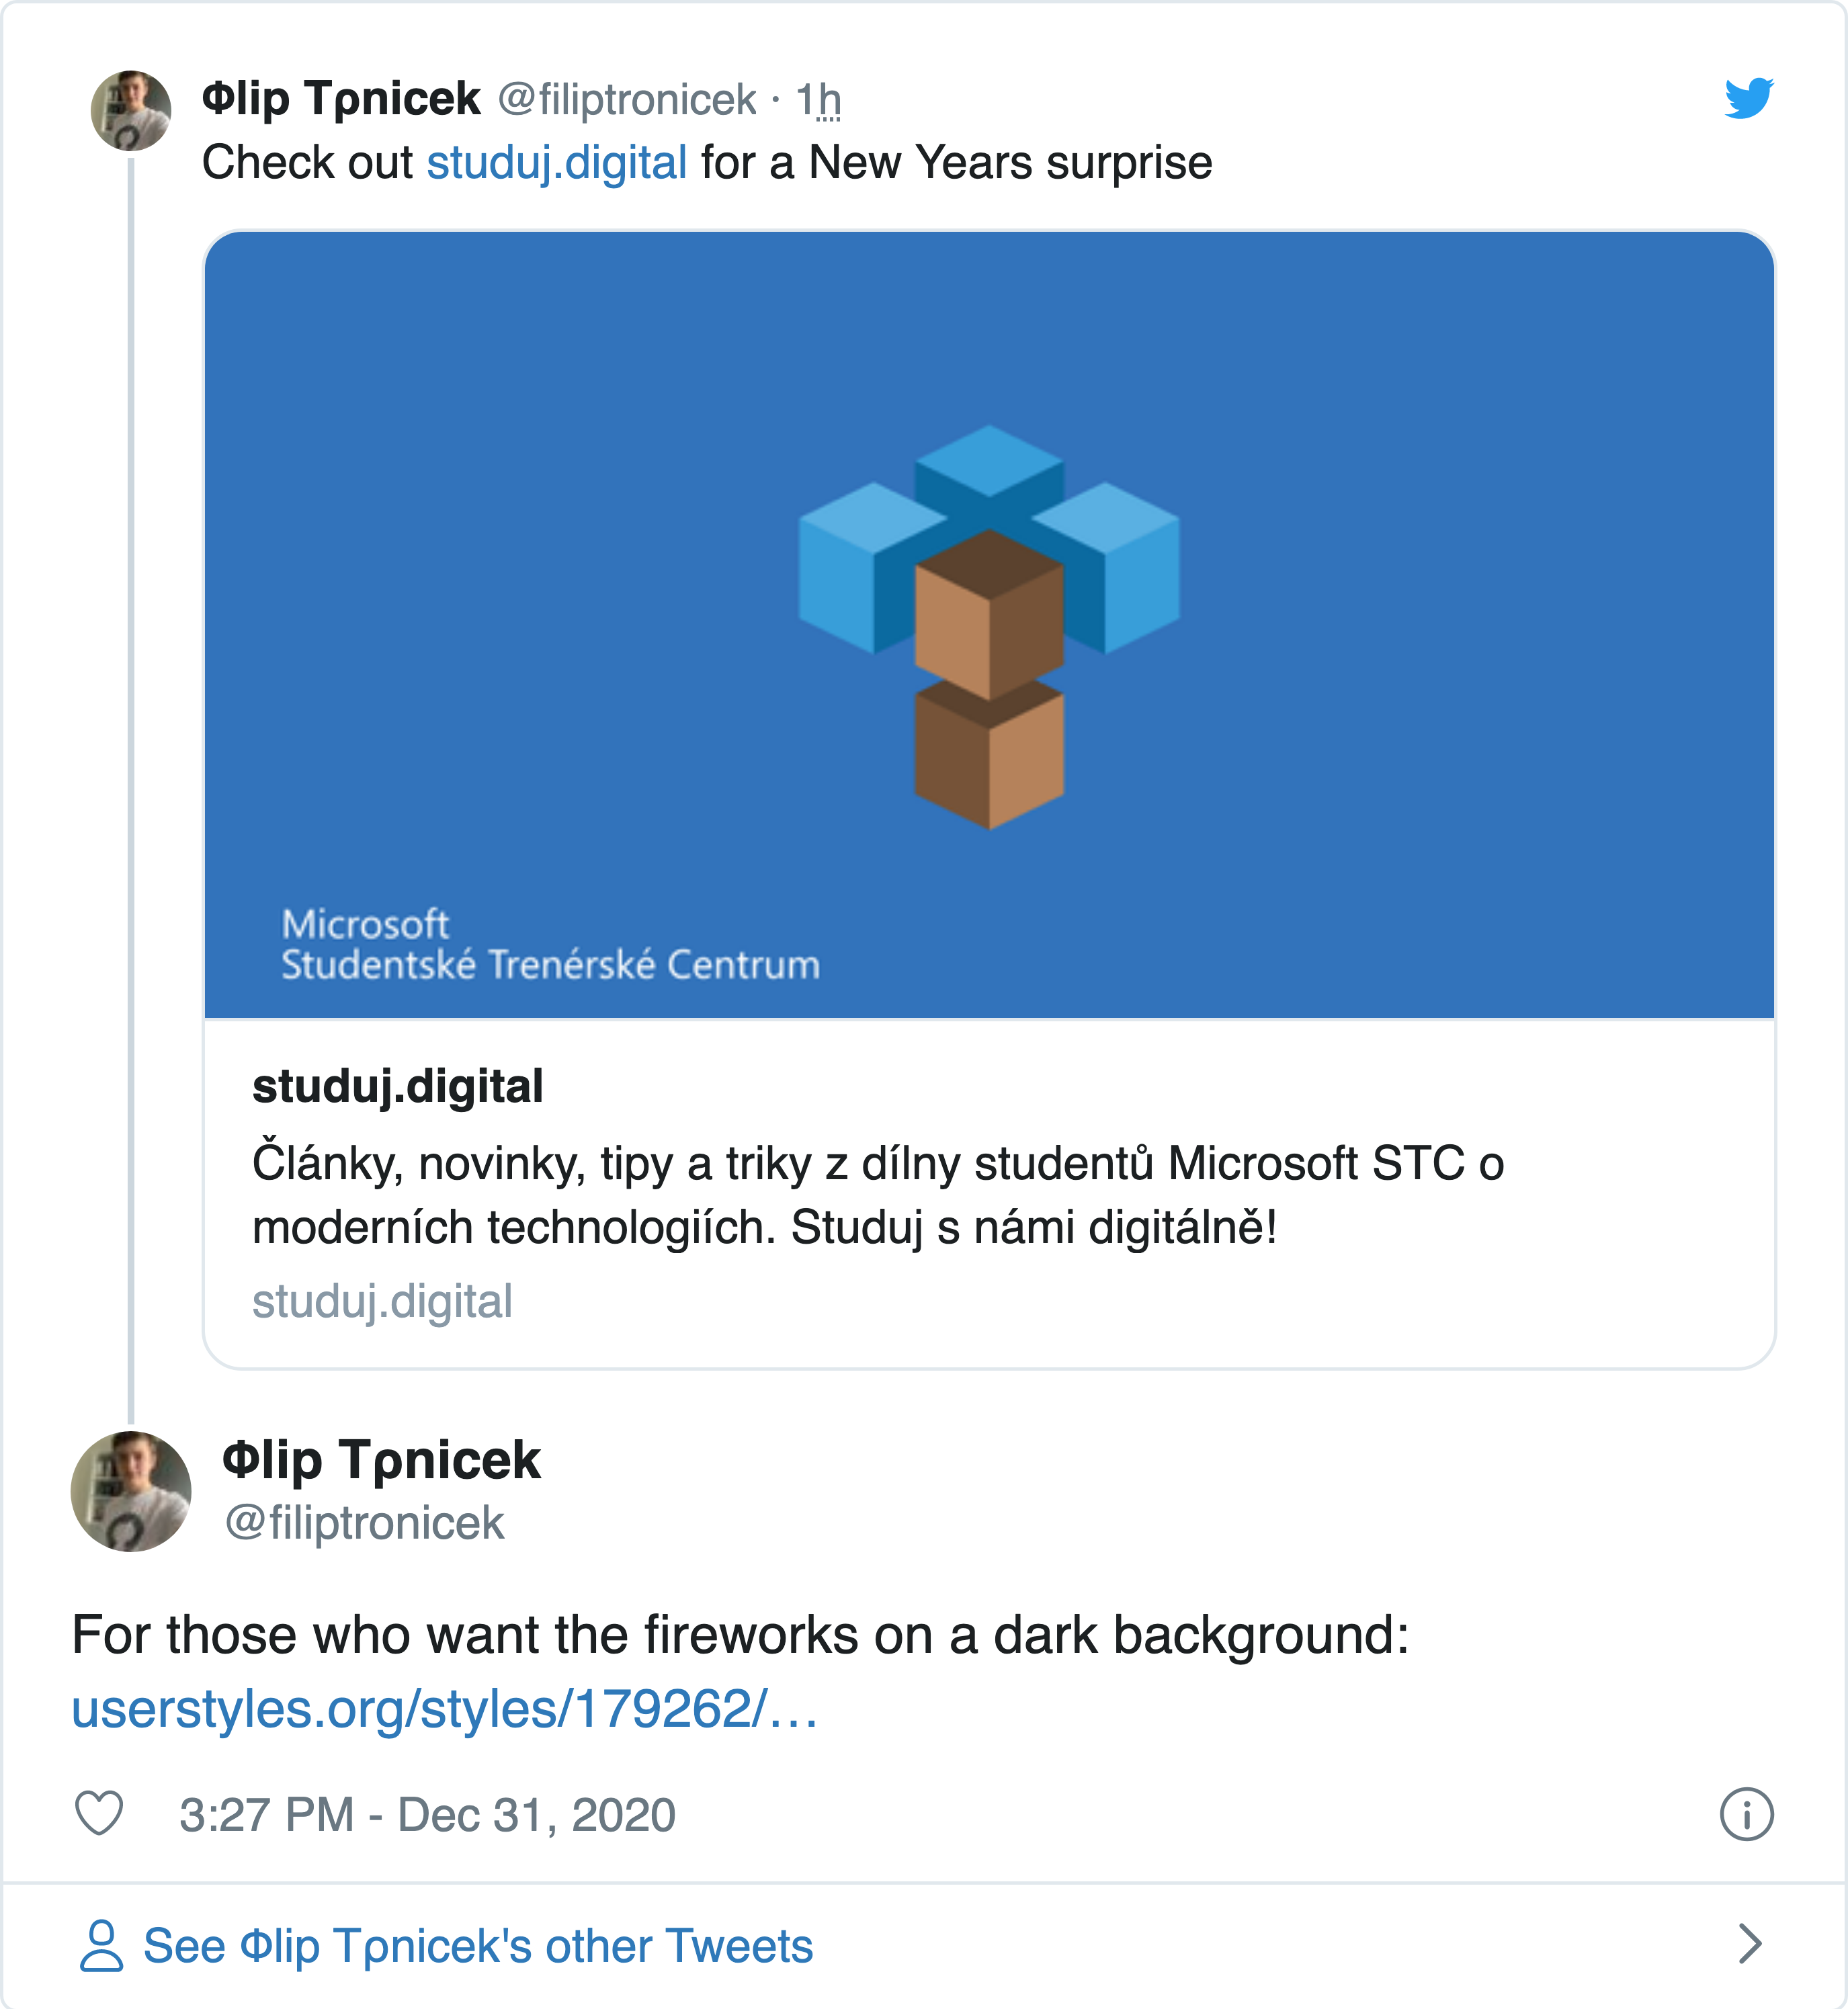 Φlip Tρnicek @filiptronicek · 1h
Check out studuj.digital for a New Years surprise
Microsoft
Studentské Trenérské Centrum
studuj.digital
Články, novinky, tipy a triky z dílny studentů Microsoft STC o
moderních technologiích. Studuj s námi digitálně!
studuj.digital
Φlip Tρnicek
@filiptronicek
For those who want the fireworks on a dark background:
userstyles.org/styles/179262/…
3:27 PM - Dec 31, 2020
See Φlip Tρnicek's other Tweets